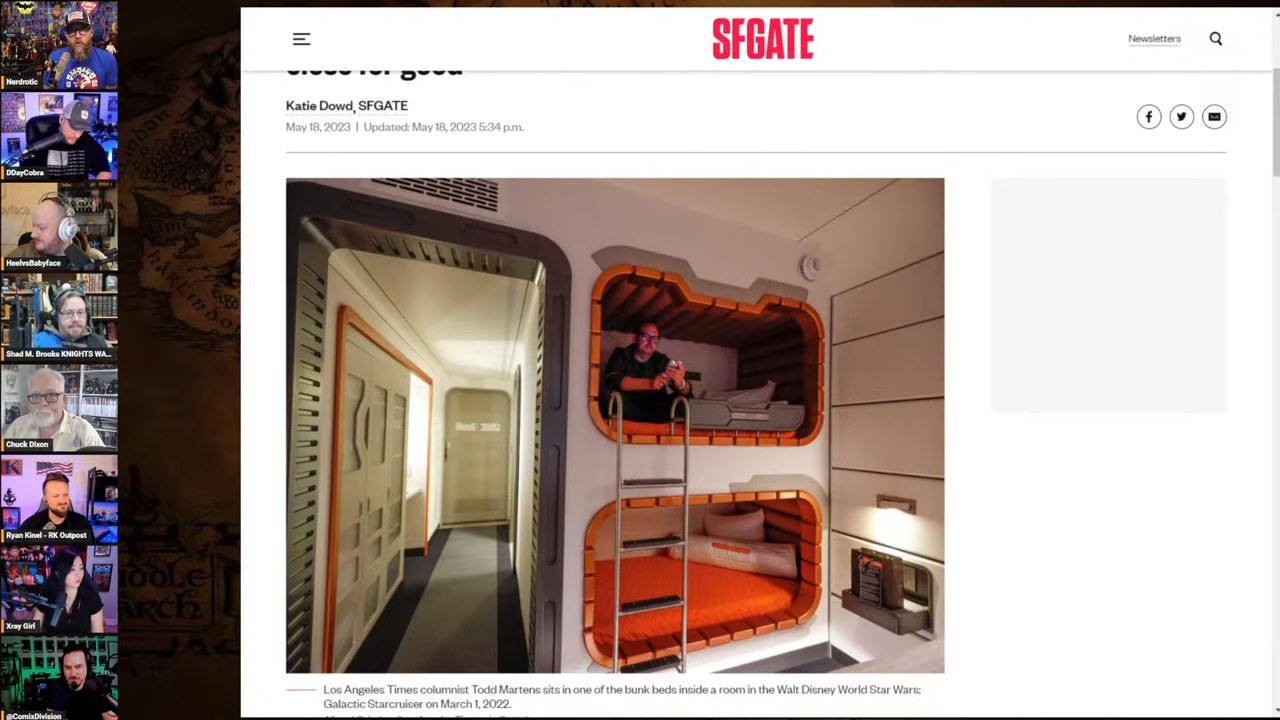 Nerdrotic
DDayCobra
HeelvsBabyface
Shad M. Brooks KNIGHTS WA...
Chuck Dixon
Ryan Kinel - RK Outpost
Xray Girl
@ComixDivision
SFGATE
Newsletters
close for good
Katie Dowd, SFGATE
May 18, 2023 | Updated: May 18, 2023 5:34 p.m.
Los Angeles Times columnist Todd Martens sits in one of the bunk beds inside a room in the Walt Disney World Star Wars:
Galactic Starcruiser on March 1, 2022.